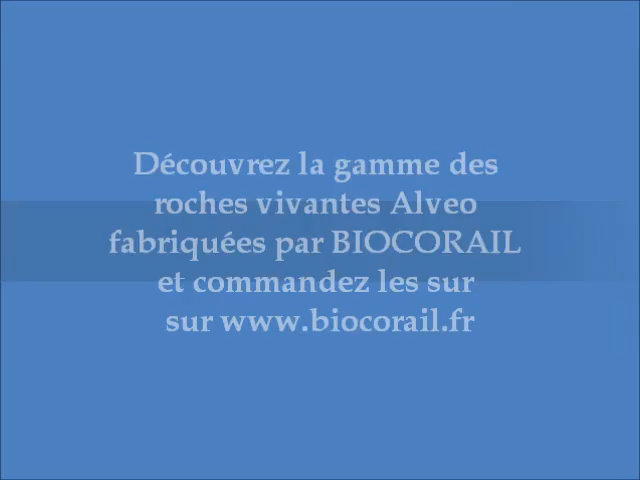 Découvrez la gamme des
roches vivantes Alveo
fabriquées par BIOCORAIL
et commandez les sur
sur www.biocorail.fr